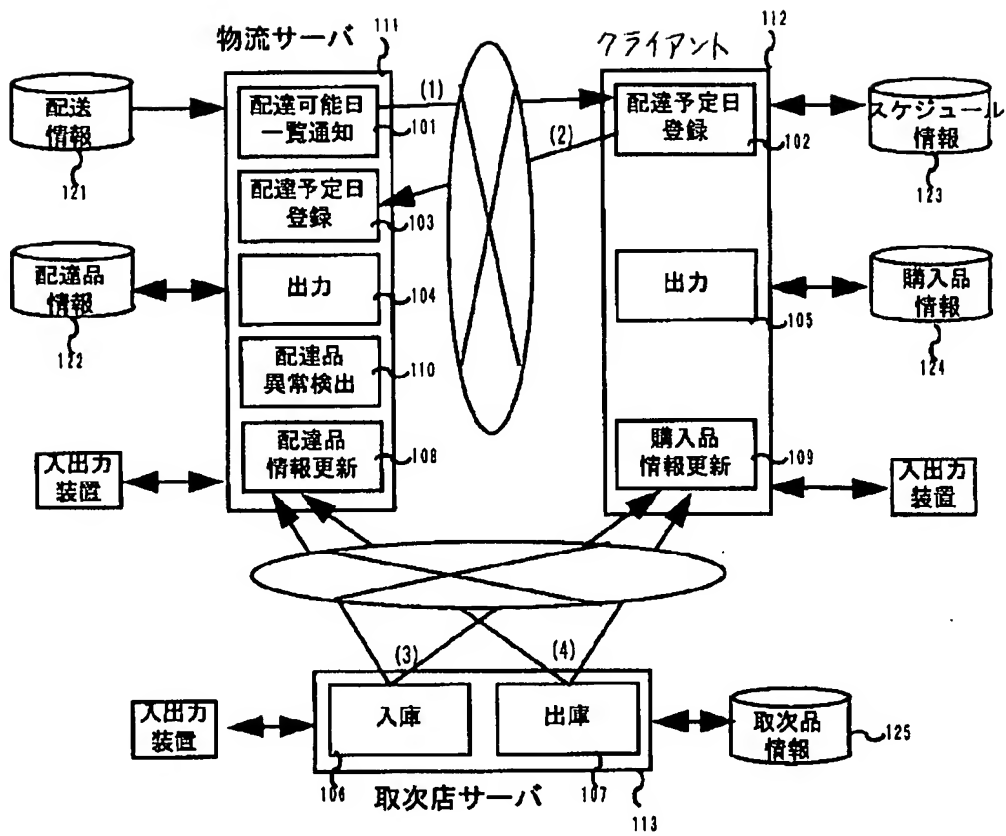 物流サーバ
111
クライアント
112
配送
情報
121
配達可能日
一覧通知
101
(1)
(2)
配達予定日
登録
102
スケジュール
情報
123
配達予定日
登録
103
配達品
情報
122
出力
104
出力
105
購入品
情報
124
配達品
異常検出
110
配達品
情報更新
108
購入品
情報更新
109
入出力
装置
入出力
装置
(3)
(4)
入庫
106
出庫
107
入出力
装置
取次品
情報
125
取次店サーバ
113